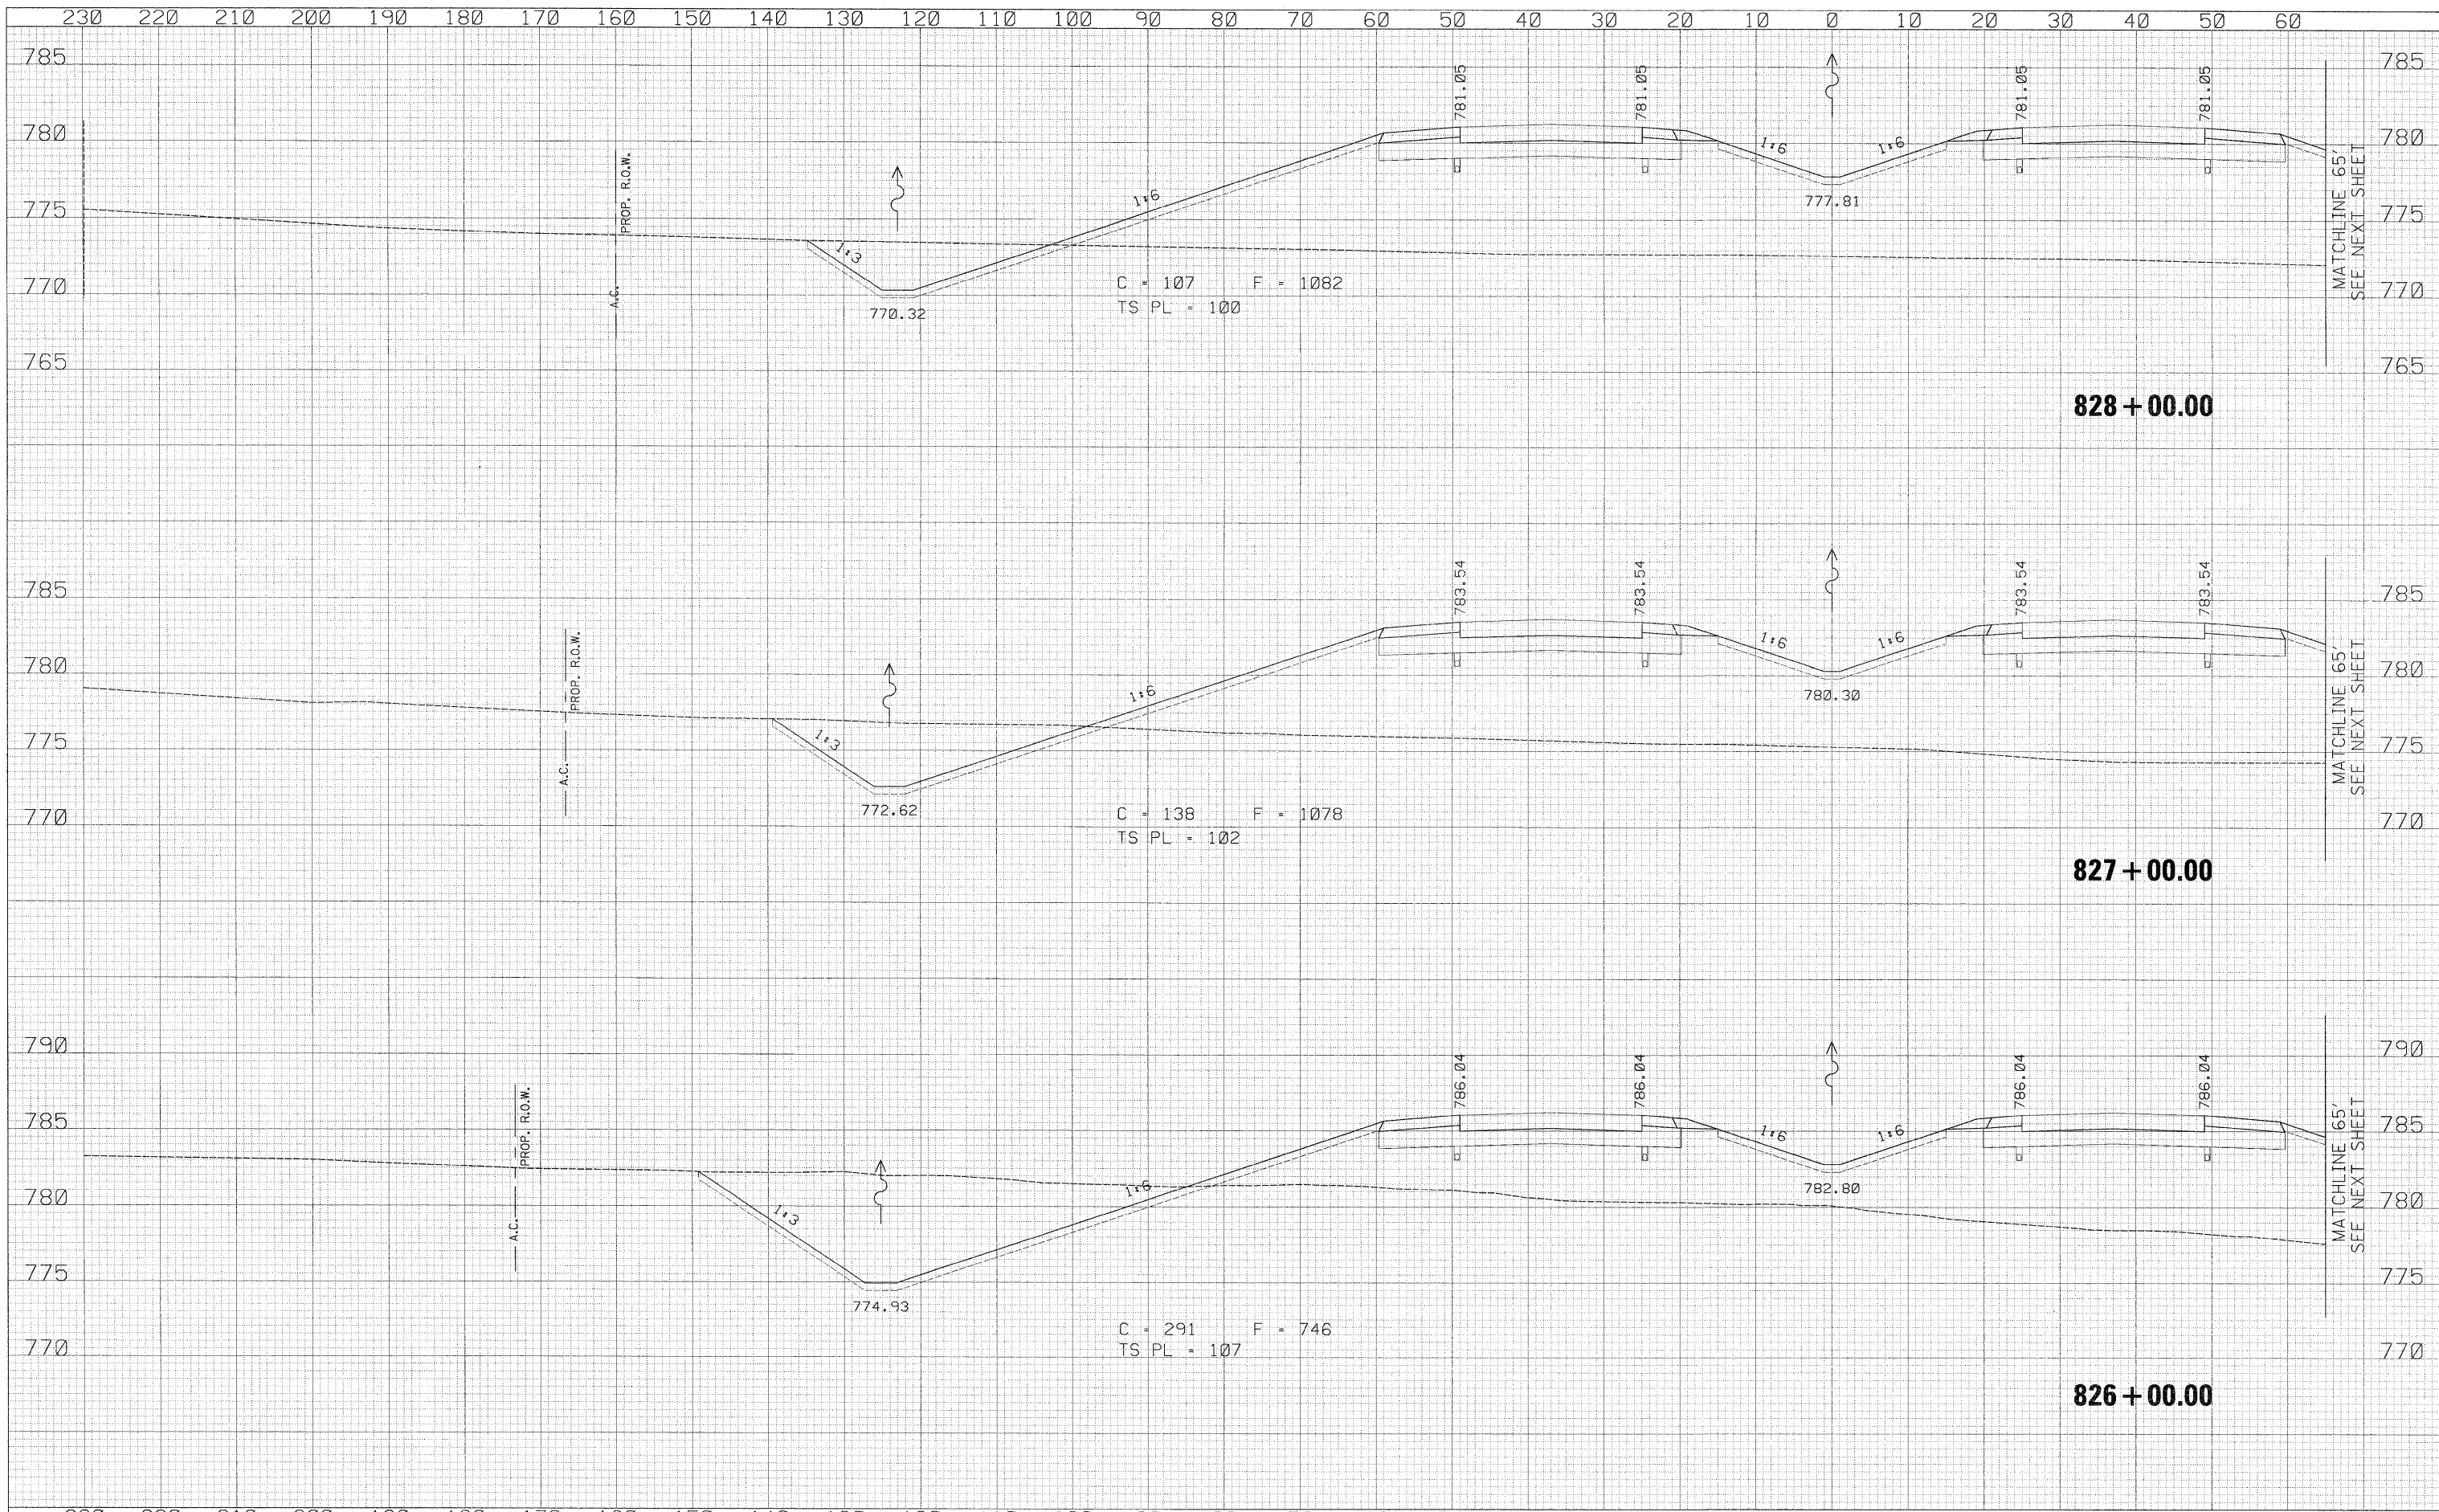 230 220 210 200 190 180 170 160 150 140 130 120 110 100 90 80 70 60 50 40 30 20 10 0 10 20 30 40 50 60
785 785
781.05 781.05 781.05 781.05
780 780
1:6 1:6
PROP. R.O.W.
1:6
775 777.81 775
MATCHLINE 65'
SEE NEXT SHEET
1:3
A.C.
C = 107 F = 1082
770 770
TS PL = 100
770.32
765 765
828+00.00
783.54 783.54 783.54 783.54
785 785
PROP. R.O.W.
1:6 1:6
780 780
1:6 780.30
MATCHLINE 65'
SEE NEXT SHEET
775 775
1:3
A.C.
772.62
C = 138 F = 1078
770 770
TS PL = 102
827+00.00
790 790
786.04 786.04 786.04 786.04
785 785
PROP. R.O.W.
1:6 1:6
1:6 782.80
780 780
MATCHLINE 65'
SEE NEXT SHEET
1:3
A.C.
775 775
774.93
C = 291 F = 746
TS PL = 107
770 770
826+00.00